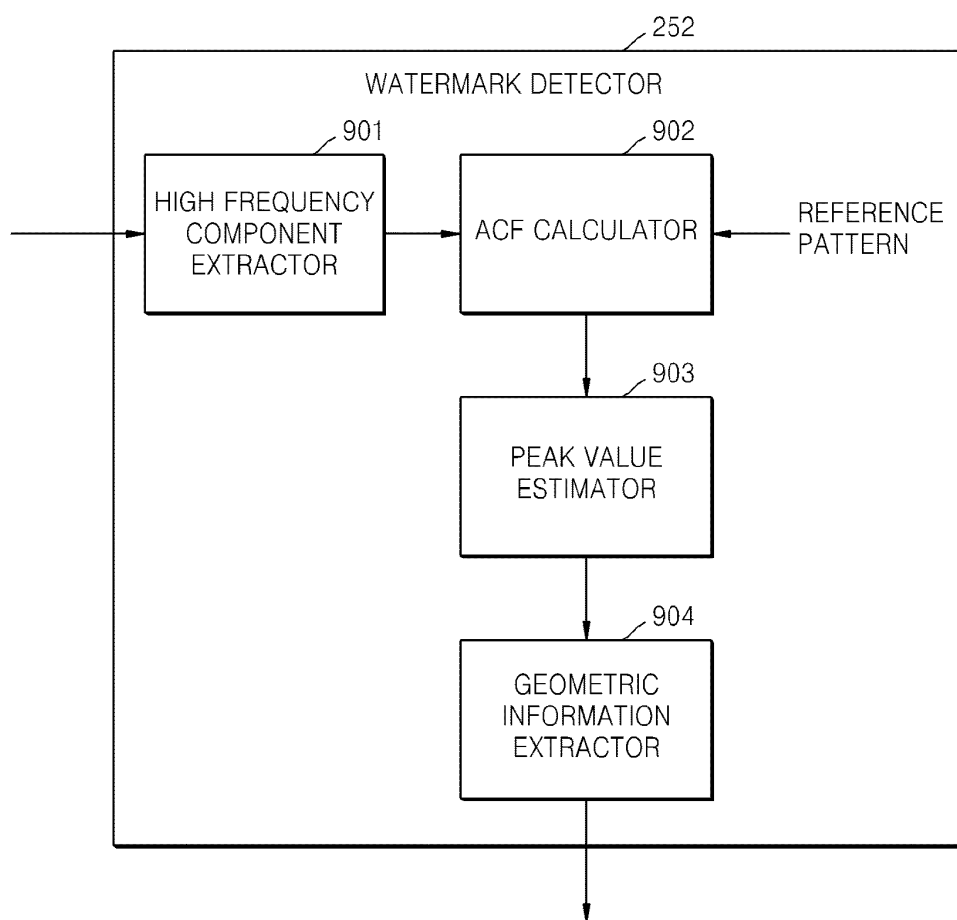 252
WATERMARK DETECTOR
901
902
HIGH FREQUENCY
COMPONENT
EXTRACTOR
ACF CALCULATOR
REFERENCE
PATTERN
903
PEAK VALUE
ESTIMATOR
904
GEOMETRIC
INFORMATION
EXTRACTOR